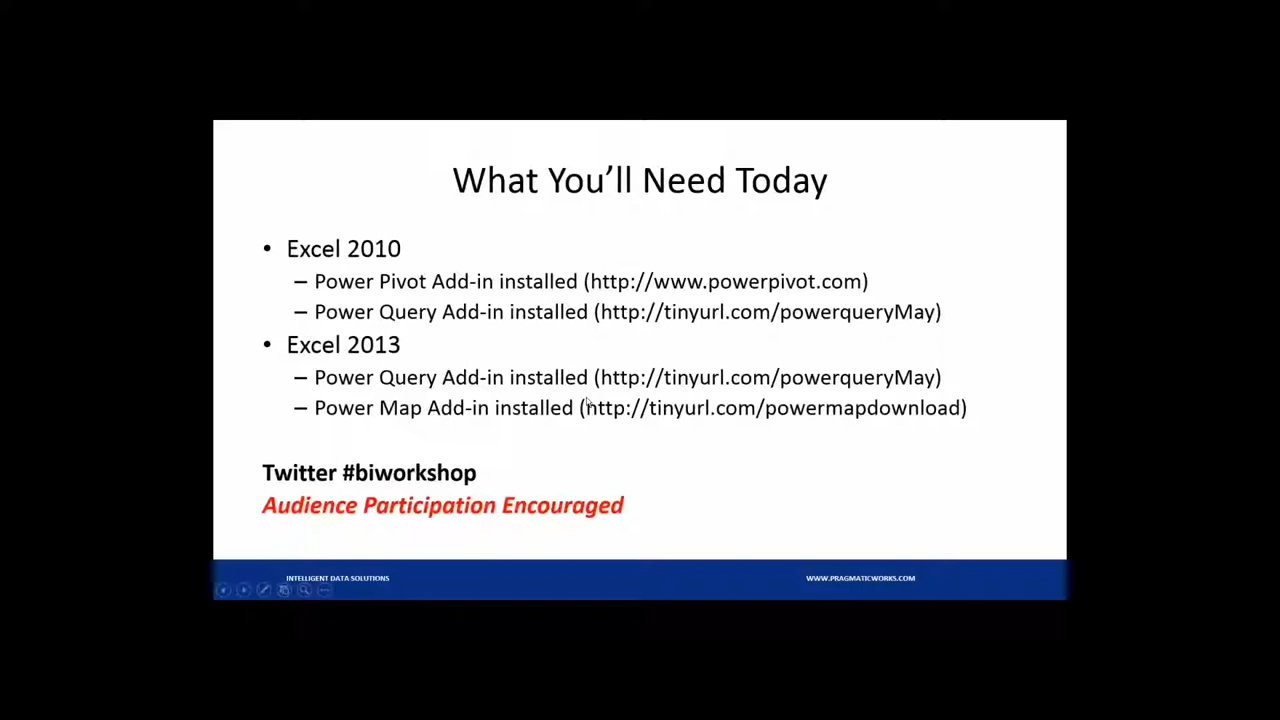 What You’ll Need Today
• Excel 2010
– Power Pivot Add-in installed (http://www.powerpivot.com)
– Power Query Add-in installed (http://tinyurl.com/powerqueryMay)
• Excel 2013
– Power Query Add-in installed (http://tinyurl.com/powerqueryMay)
– Power Map Add-in installed (http://tinyurl.com/powermapdownload)
Twitter #biworkshop
Audience Participation Encouraged
INTELLIGENT DATA SOLUTIONS
WWW.PRAGMATICWORKS.COM